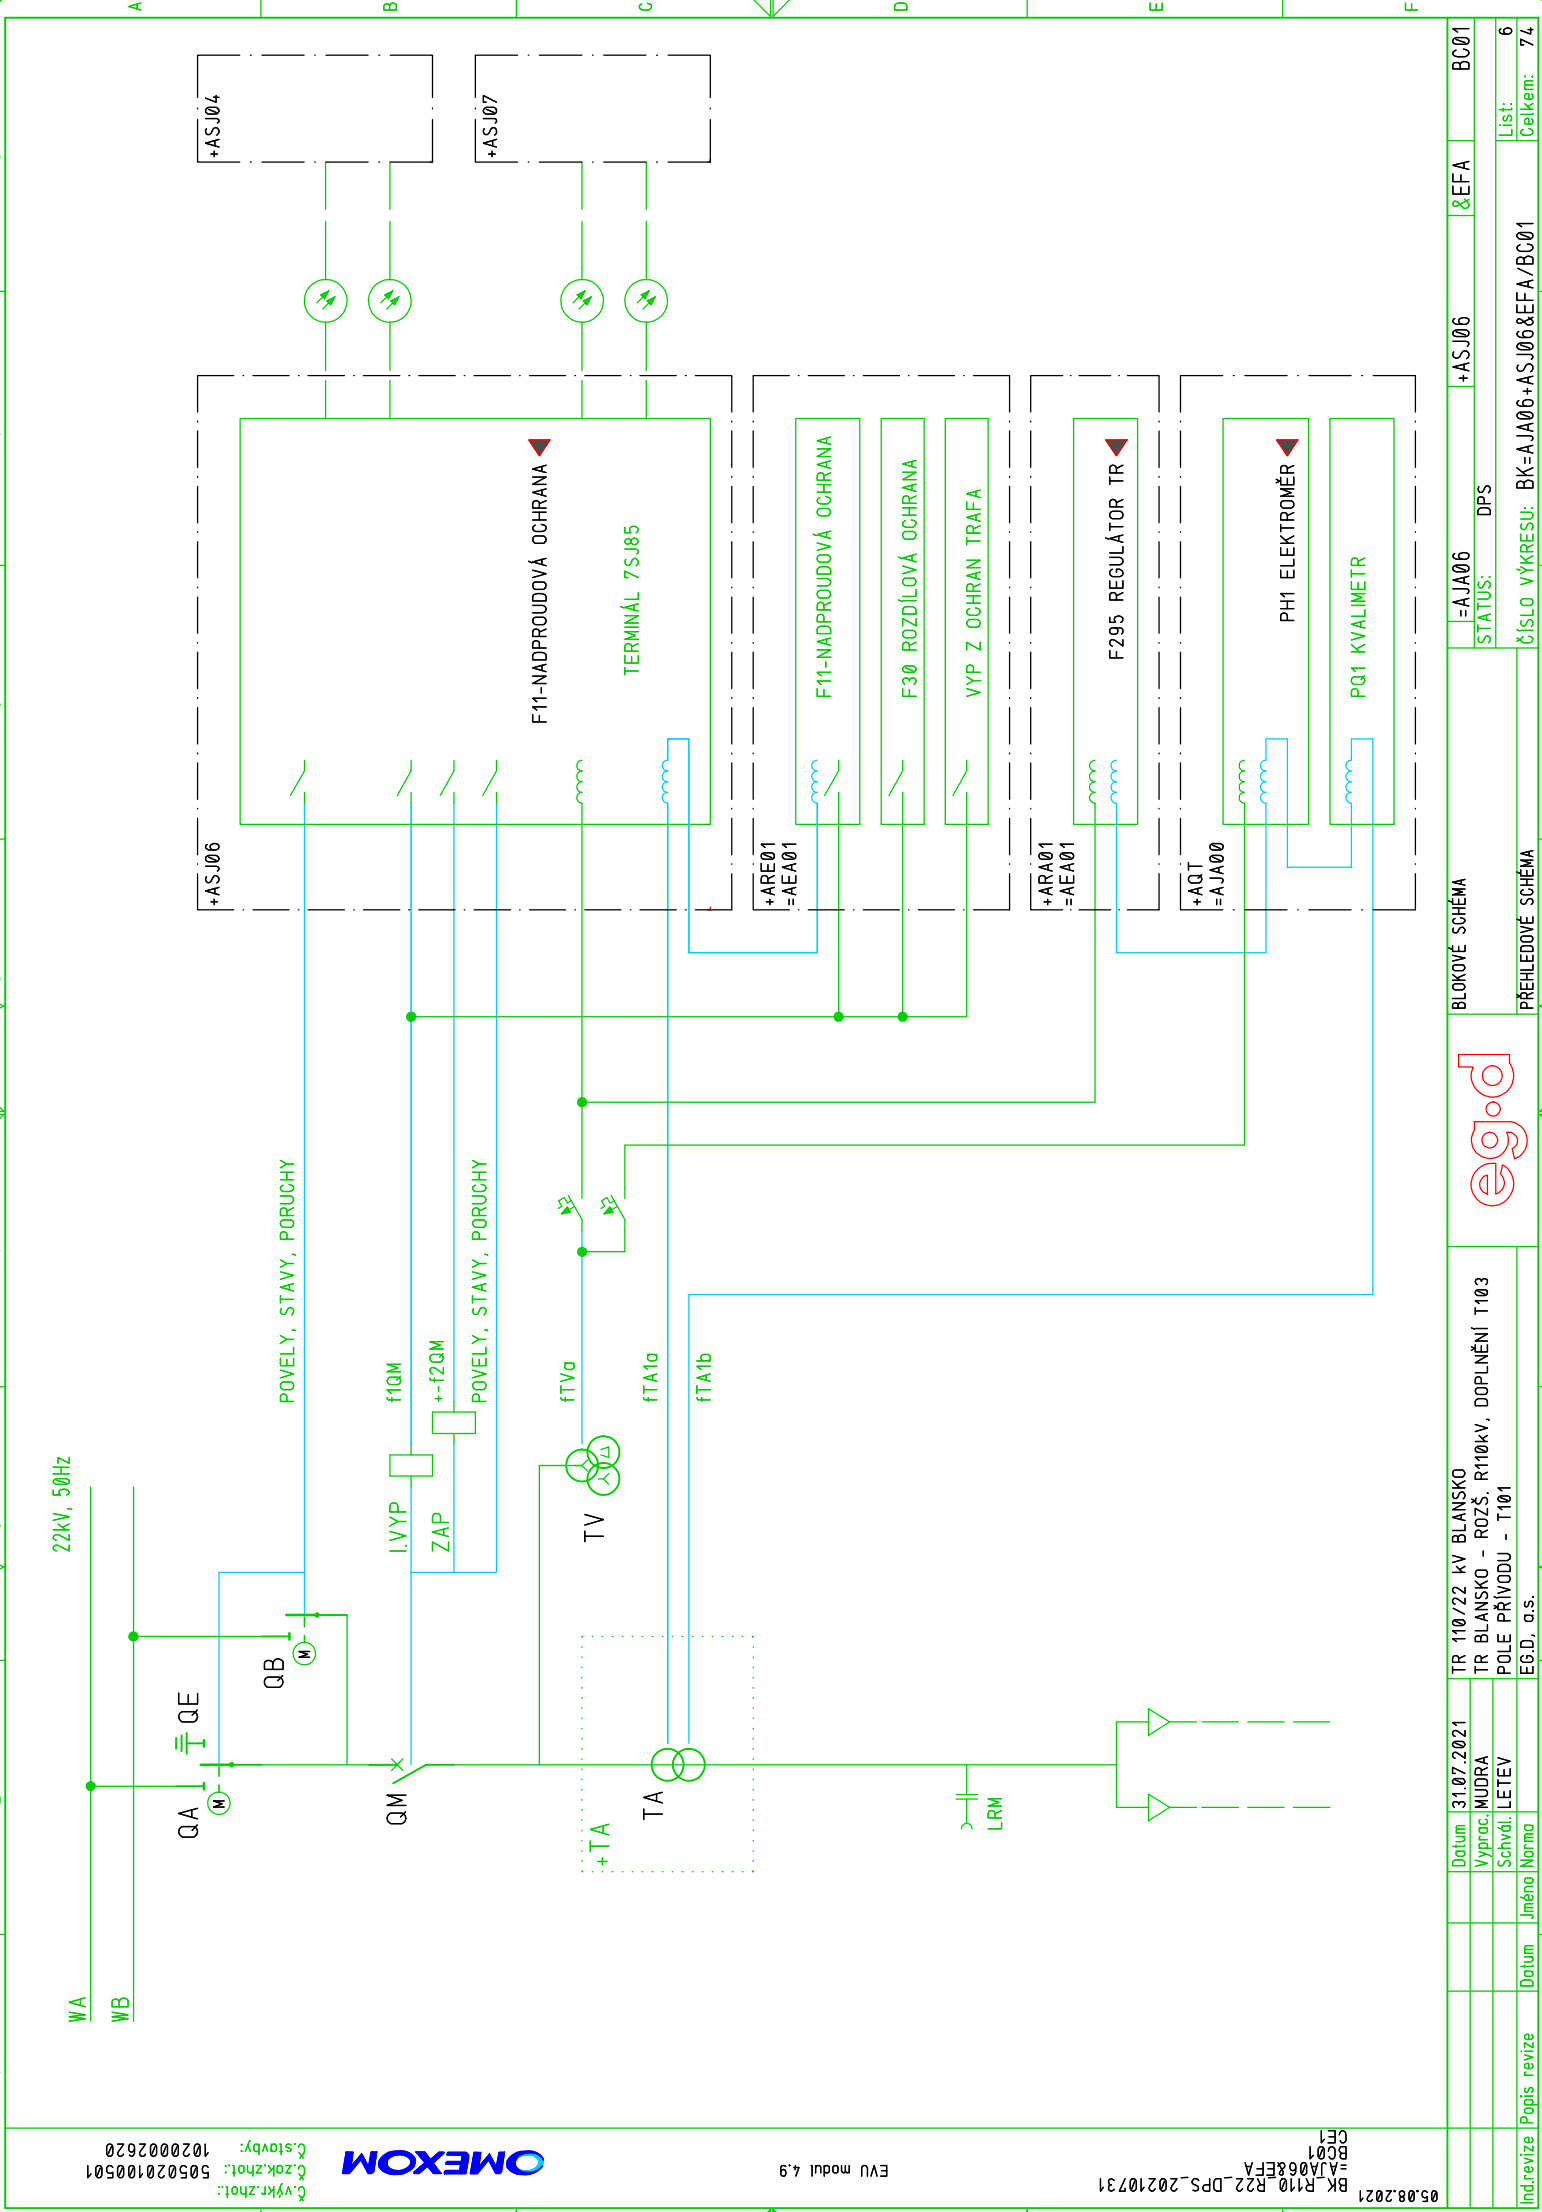 A
B
C
D
E
F
22kV, 50Hz
WA
WB
QA
QE
M
QB
M
QM
I.VYP
ZAP
f1QM
+-f2QM
POVELY, STAVY, PORUCHY
POVELY, STAVY, PORUCHY
TV
fTVa
fTA1a
fTA1b
+TA
TA
LRM
+ASJ06
F11-NADPROUDOVÁ OCHRANA
TERMINÁL 7SJ85
+ASJ04
+ASJ07
+ARE01
=AEA01
F11-NADPROUDOVÁ OCHRANA
F30 ROZDÍLOVÁ OCHRANA
VYP Z OCHRAN TRAFA
+ARA01
=AEA01
F295 REGULÁTOR TR
+AQT
=AJA00
PH1 ELEKTROMĚR
PQ1 KVALIMETR
Č.výkr.zhot.:
Č.zak.zhot.: 505020100501
Č.stavby: 1020002620
OMEXOM
EVU modul 4.9
BK_R110_R22_DPS_20210731
=AJA06&EFA
BC01
CE1
05.08.2021
Ind.revize Popis revize Datum Jméno Norma
Datum 31.07.2021
Vyprac. MUDRA
Schvál. LETEV
TR 110/22 kV BLANSKO
TR BLANSKO - ROZŠ. R110kV, DOPLNĚNÍ T103
POLE PŘÍVODU - T101
EG.D, a.s.
eg·d
BLOKOVÉ SCHÉMA
PŘEHLEDOVÉ SCHÉMA
=AJA06 +ASJ06 &EFA BC01
STATUS: DPS
ČÍSLO VÝKRESU: BK=AJA06+ASJ06&EFA/BC01
List: 6
Celkem: 74